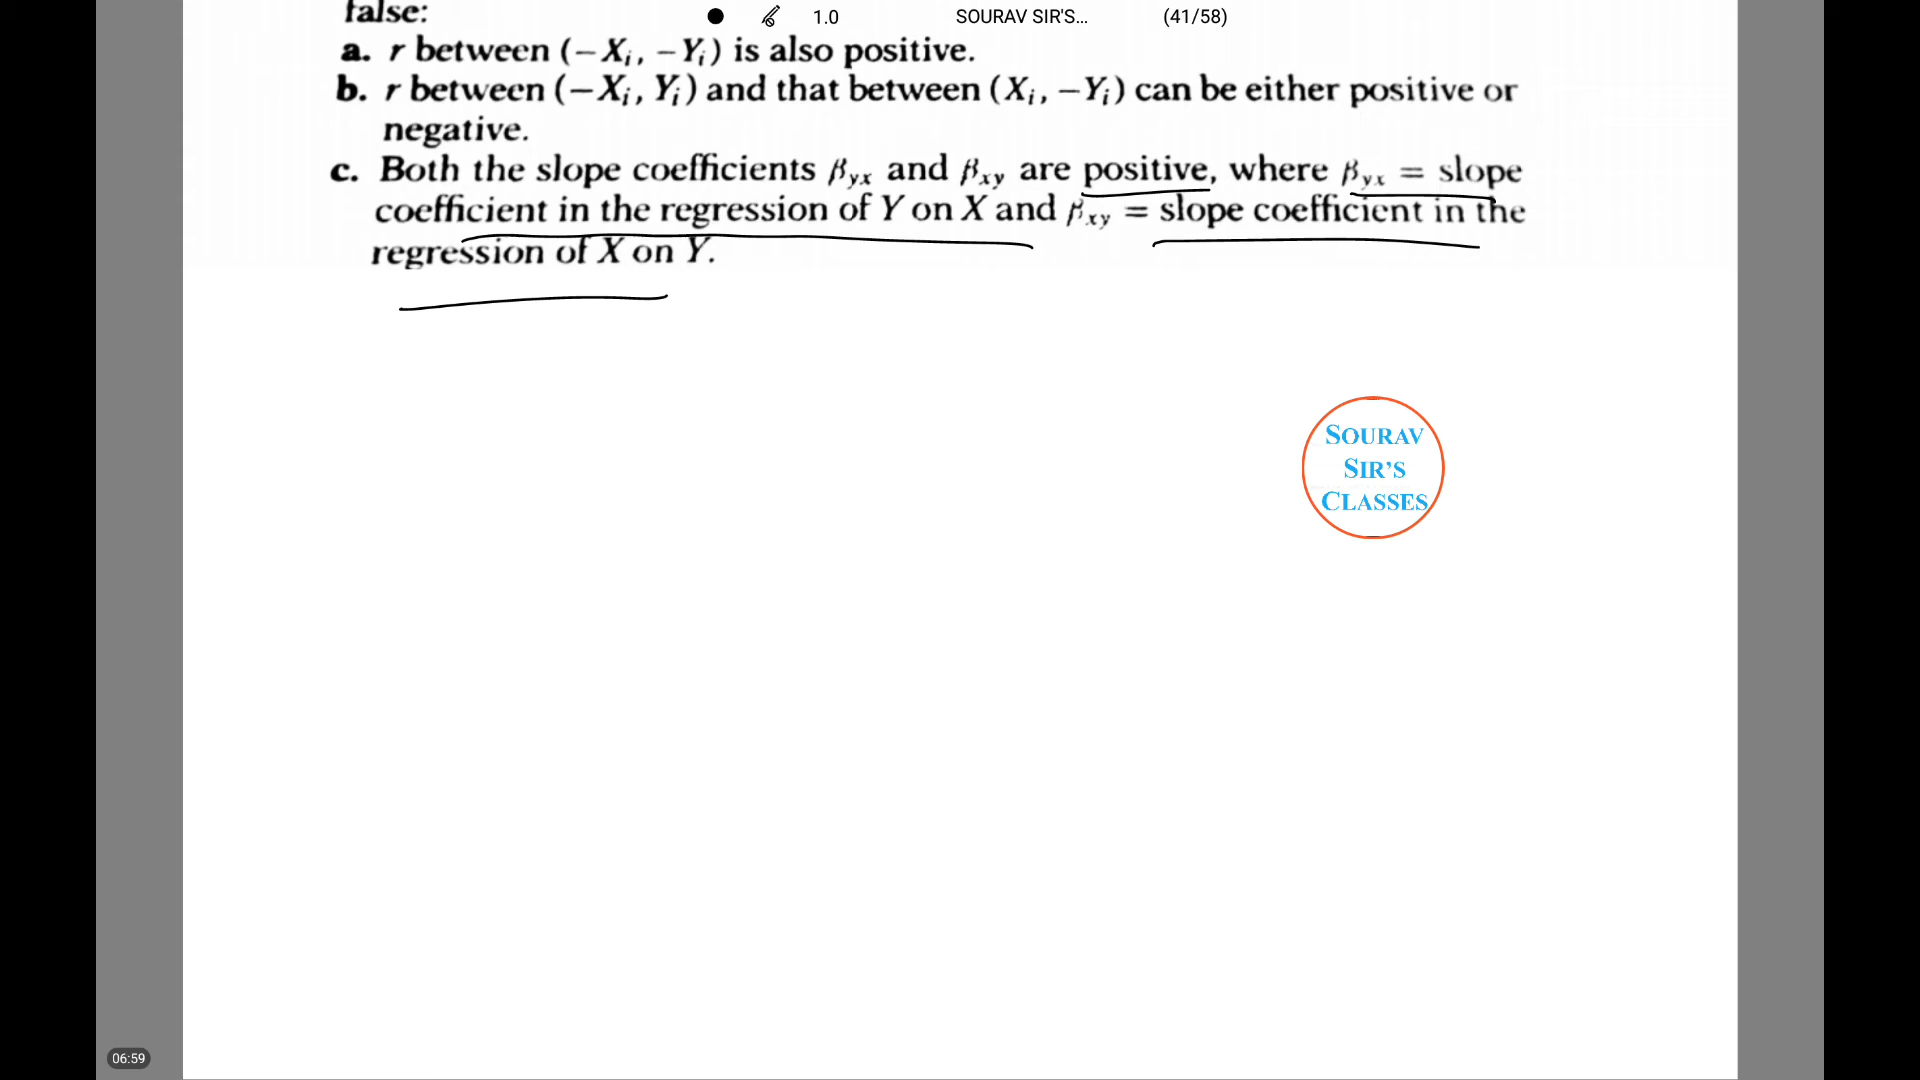 false:
1.0 SOURAV SIR'S... (41/58)
a. r between (−Xᵢ, −Yᵢ) is also positive.
b. r between (−Xᵢ, Yᵢ) and that between (Xᵢ, −Yᵢ) can be either positive or
negative.
c. Both the slope coefficients βyx and βxy are positive, where βyx = slope
coefficient in the regression of Y on X and βxy = slope coefficient in the
regression of X on Y.
SOURAV
SIR'S
CLASSES
06:59